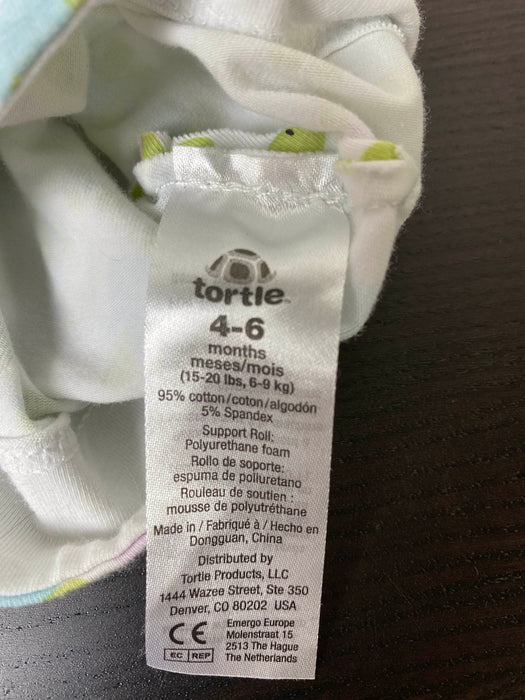 tortle™
4-6
months
meses/mois
(15-20 lbs, 6-9 kg)
95% cotton/coton/algodón
5% Spandex
Support Roll:
Polyurethane foam
Rollo de soporte:
espuma de poliuretano
Rouleau de soutien :
mousse de polyutréthane
Made in / Fabriqué à / Hecho en
Dongguan, China
Distributed by
Tortle Products, LLC
1444 Wazee Street, Ste 350
Denver, CO 80202 USA
CE
EC REP
Emergo Europe
Molenstraat 15
2513 The Hague
The Netherlands